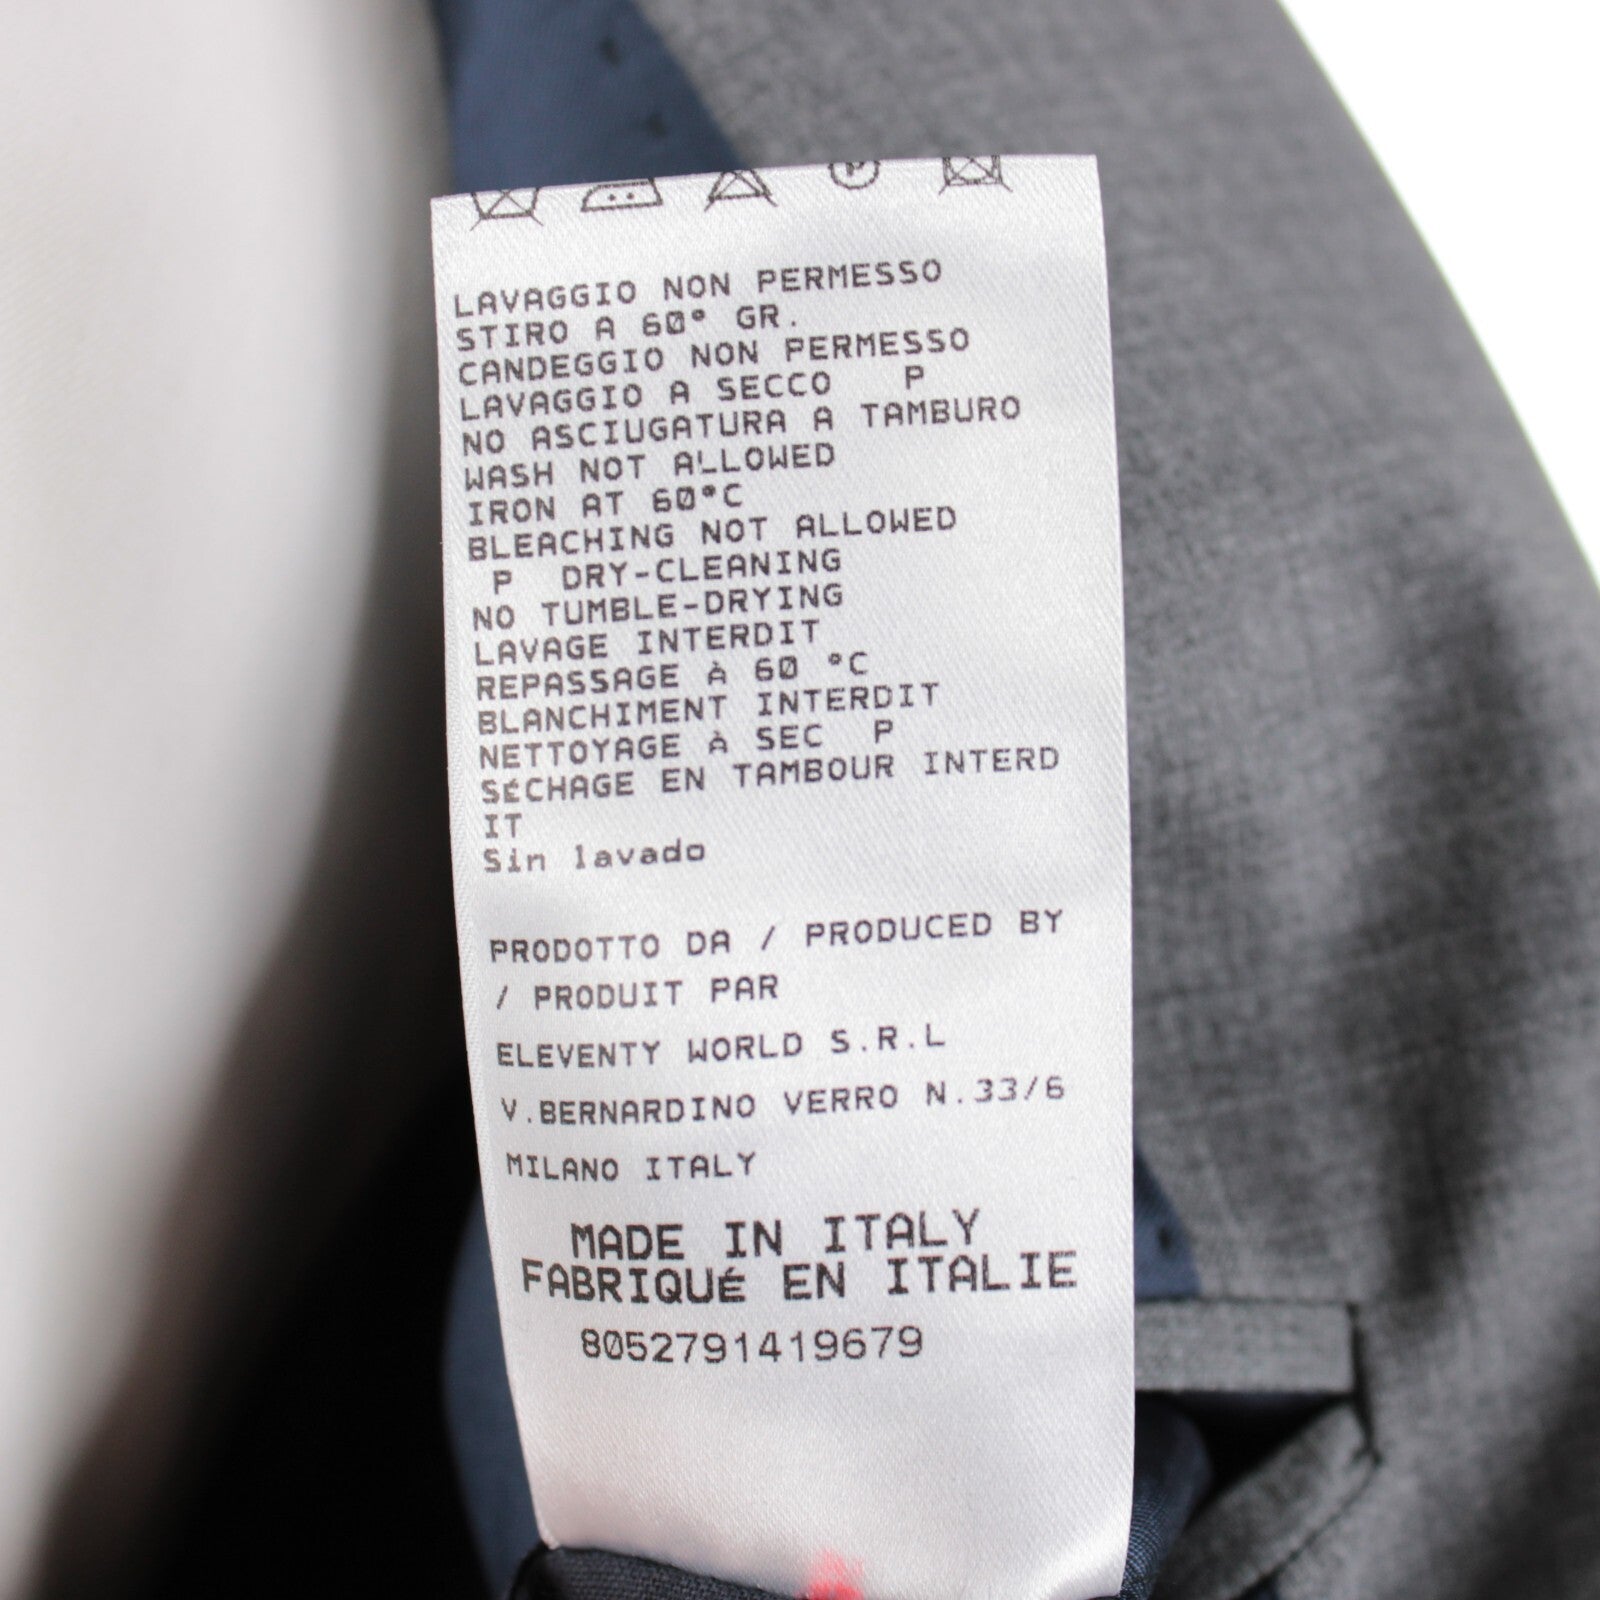 LAVAGGIO NON PERMESSO
STIRO A 60° GR.
CANDEGGIO NON PERMESSO
LAVAGGIO A SECCO P
NO ASCIUGATURA A TAMBURO
WASH NOT ALLOWED
IRON AT 60°C
BLEACHING NOT ALLOWED
P DRY-CLEANING
NO TUMBLE-DRYING
LAVAGE INTERDIT
REPASSAGE À 60 °C
BLANCHIMENT INTERDIT
NETTOYAGE À SEC P
SÉCHAGE EN TAMBOUR INTERD
IT
Sin lavado
PRODOTTO DA / PRODUCED BY
/ PRODUIT PAR
ELEVENTY WORLD S.R.L
V.BERNARDINO VERRO N.33/6
MILANO ITALY
MADE IN ITALY
FABRIQUÉ EN ITALIE
8052791419679